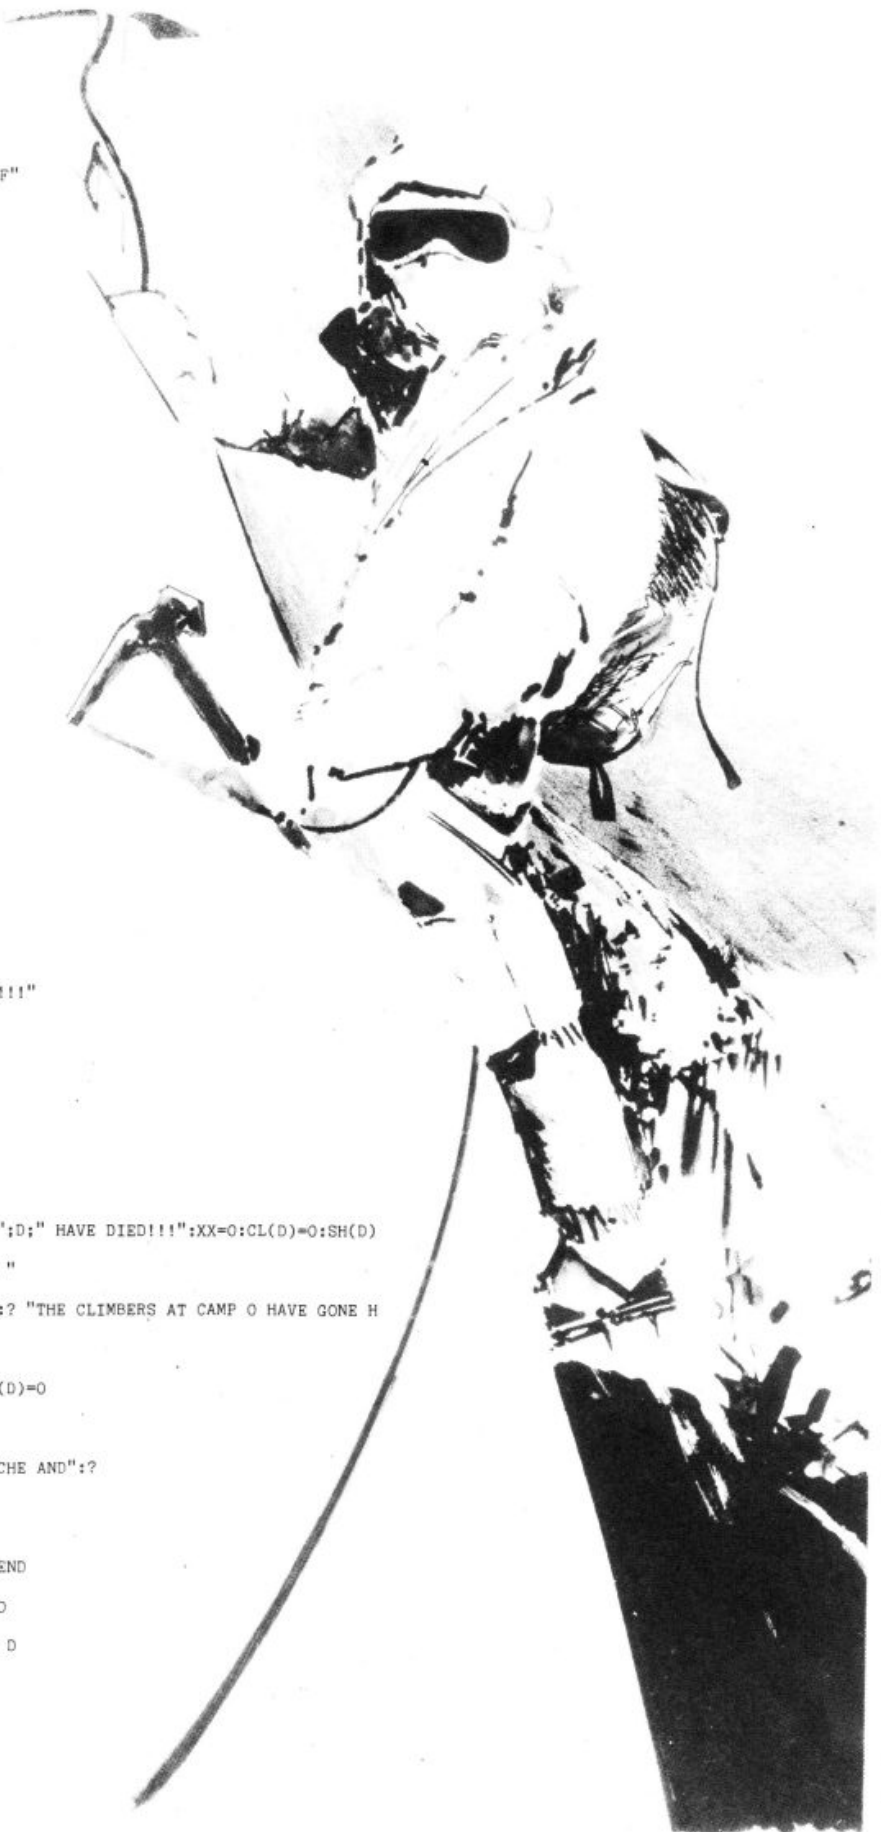 F"
!!!"
";D;" HAVE DIED!!!":XX=0:CL(D)=0:SH(D)
"
:? "THE CLIMBERS AT CAMP 0 HAVE GONE H
(D)=0
CHE AND":?
END
D